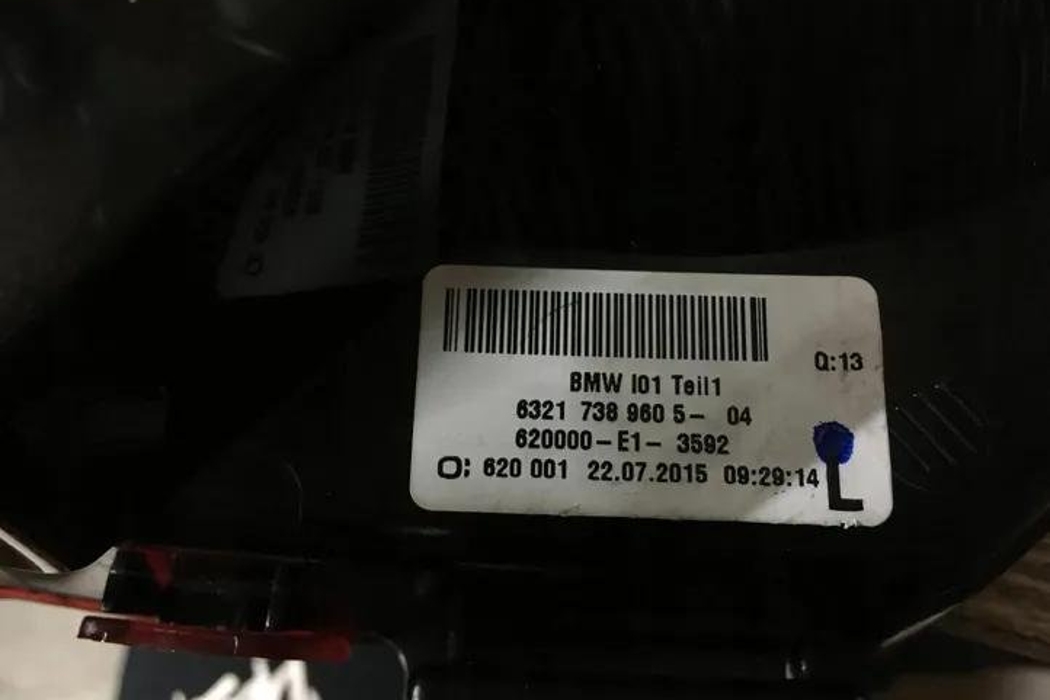 Q:13
BMW I01 Teil1
6321 738 960 5- 04
620000-E1- 3592
O: 620 001 22.07.2015 09:29:14
L